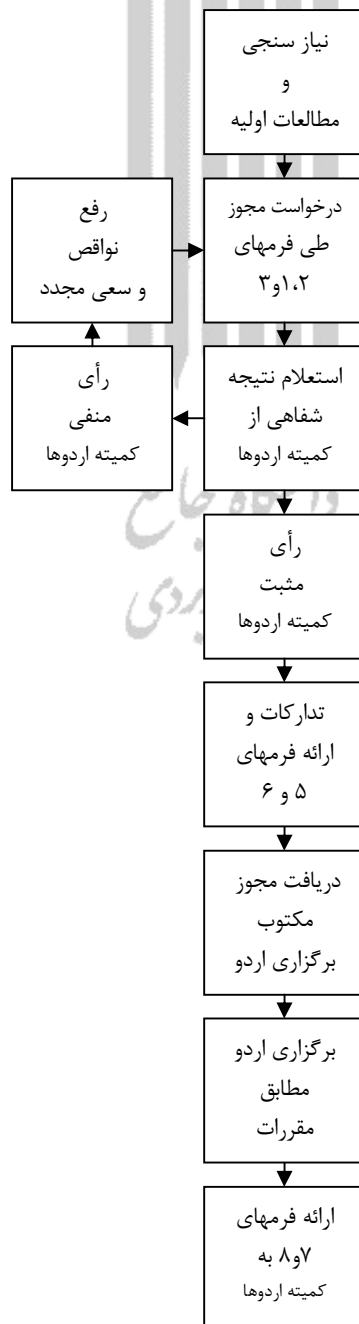 نیاز سنجی
و
مطالعات اولیه
درخواست مجوز
طی فرمهای
۱،۲و۳
استعلام نتیجه
شفاهی از
کمیته اردوها
رأی
منفی
کمیته اردوها
رفع
نواقص
و سعی مجدد
رأی
مثبت
کمیته اردوها
تدارکات و
ارائه فرمهای
۵ و ۶
دریافت مجوز
مکتوب
برگزاری اردو
برگزاری اردو
مطابق
مقررات
ارائه فرمهای
۷و۸ به
کمیته اردوها